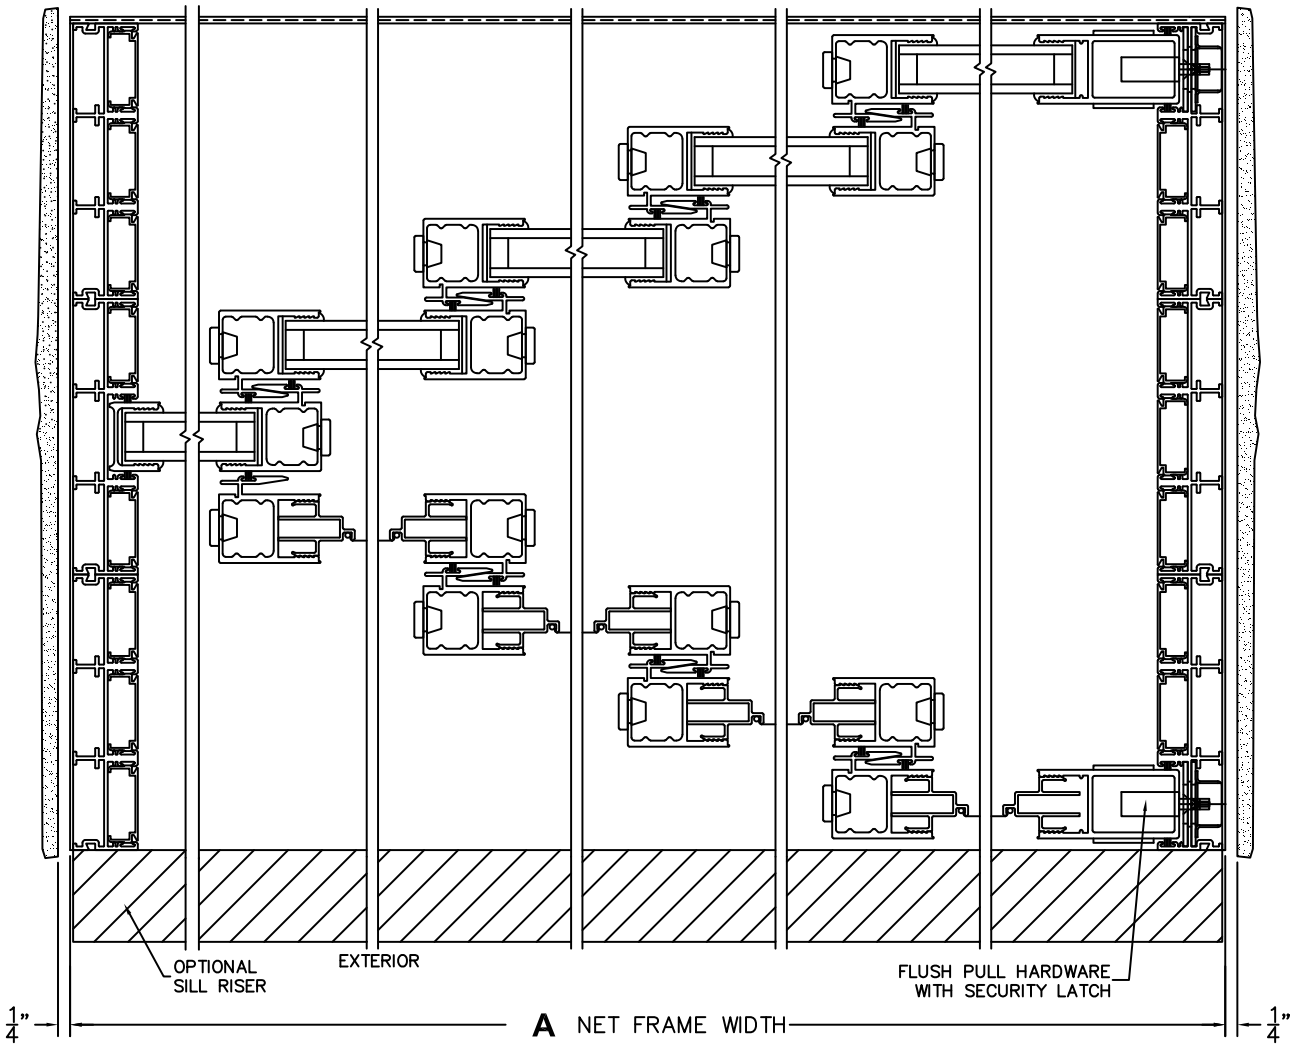 OPTIONAL
SILL RISER
EXTERIOR
FLUSH PULL HARDWARE
WITH SECURITY LATCH
1/4"
A NET FRAME WIDTH
1/4"